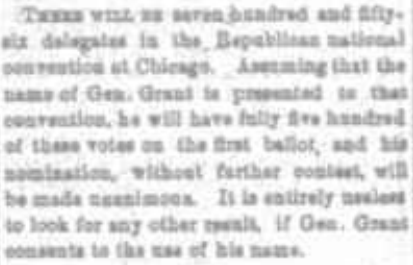 THERE WILL BE seven hundred and fifty-
six delegates in the Republican national
convention at Chicago. Assuming that the
name of Gen. Grant is presented to that
convention, he will have fully five hundred
of these votes on the first ballot, and his
nomination, without further contest, will
be made unanimous. It is entirely useless
to look for any other result, if Gen. Grant
consents to the use of his name.